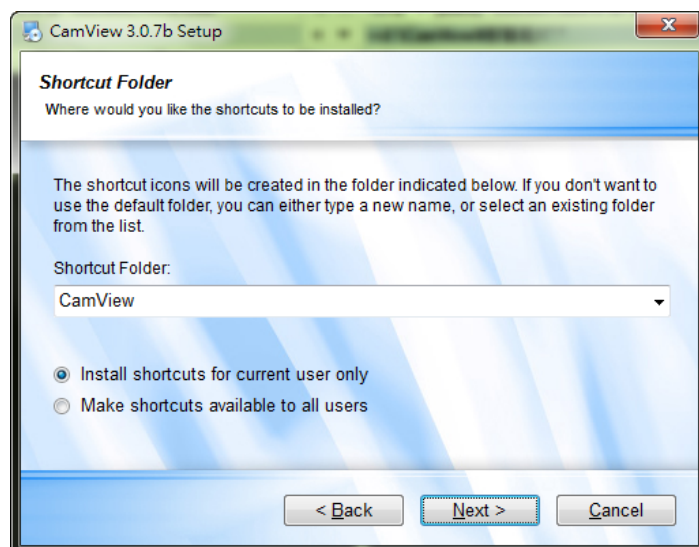 CamView 3.0.7b Setup
Shortcut Folder
Where would you like the shortcuts to be installed?
The shortcut icons will be created in the folder indicated below. If you don't want to
use the default folder, you can either type a new name, or select an existing folder
from the list.
Shortcut Folder:
CamView
Install shortcuts for current user only
Make shortcuts available to all users
< Back
Next >
Cancel